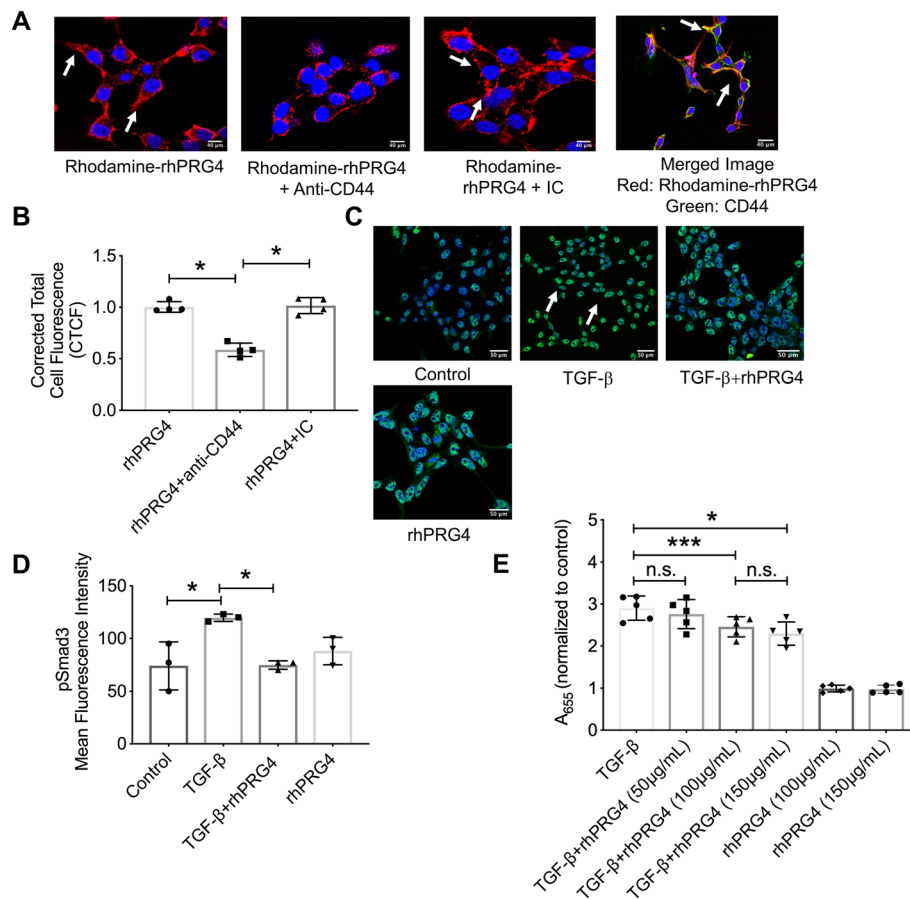 A
40 µm
40 µm
40 µm
40 µm
Rhodamine-rhPRG4
Rhodamine-rhPRG4
+ Anti-CD44
Rhodamine-
rhPRG4 + IC
Merged Image
Red: Rhodamine-rhPRG4
Green: CD44
B
Corrected Total
Cell Fluorescence
(CTCF)
1.5
1.0
0.5
0.0
*
*
rhPRG4
rhPRG4+anti-CD44
rhPRG4+IC
C
50 µm
50 µm
50 µm
Control
TGF-β
TGF-β+rhPRG4
50 µm
rhPRG4
D
pSmad3
Mean Fluorescence Intensity
150
100
50
0
*
*
Control
TGF-β
TGF-β+rhPRG4
rhPRG4
E
A655 (normalized to control)
5
4
3
2
1
0
*
***
n.s.
n.s.
TGF-β
TGF-β+rhPRG4 (50µg/mL)
TGF-β+rhPRG4 (100µg/mL)
TGF-β+rhPRG4 (150µg/mL)
rhPRG4 (100µg/mL)
rhPRG4 (150µg/mL)